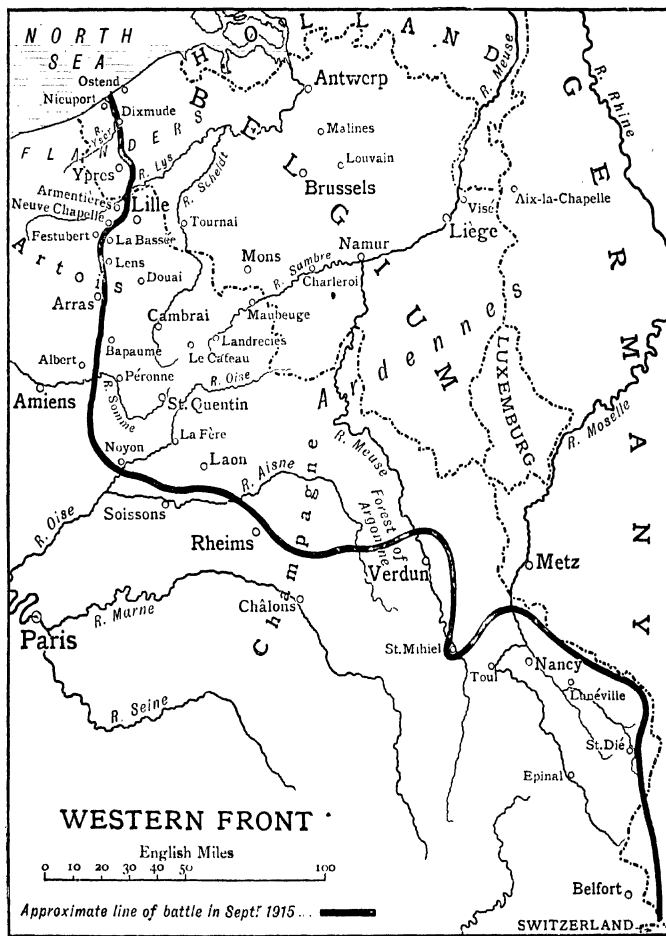 NORTH
SEA
HOLLAND
R. Meuse
GERMANY
R. Rhine
Ostend
Nieuport
Antwerp
Dixmude
R. Yser
FLANDERS
BELGIUM
Malines
Ypres
R. Lys
R. Scheldt
Louvain
Brussels
Armentières
Lille
Neuve Chapelle
Tournai
Visé
Aix-la-Chapelle
Liège
Festubert
La Bassée
Artois
Lens
Douai
Mons
Namur
R. Sambre
Charleroi
Arras
Cambrai
Maubeuge
Landrecies
Le Cateau
Bapaume
Albert
Ardennes
LUXEMBURG
Péronne
R. Oise
Amiens
R. Somme
St. Quentin
R. Moselle
La Fère
Noyon
Laon
R. Meuse
R. Aisne
Soissons
R. Oise
Rheims
Champagne
Forest of
Argonne
Verdun
Metz
Châlons
R. Marne
Paris
St. Mihiel
Nancy
Toul
Lunéville
R. Seine
St. Dié
Epinal
WESTERN FRONT
English Miles
0 10 20 30 40 50 100
Belfort
Approximate line of battle in Septr. 1915...
SWITZERLAND